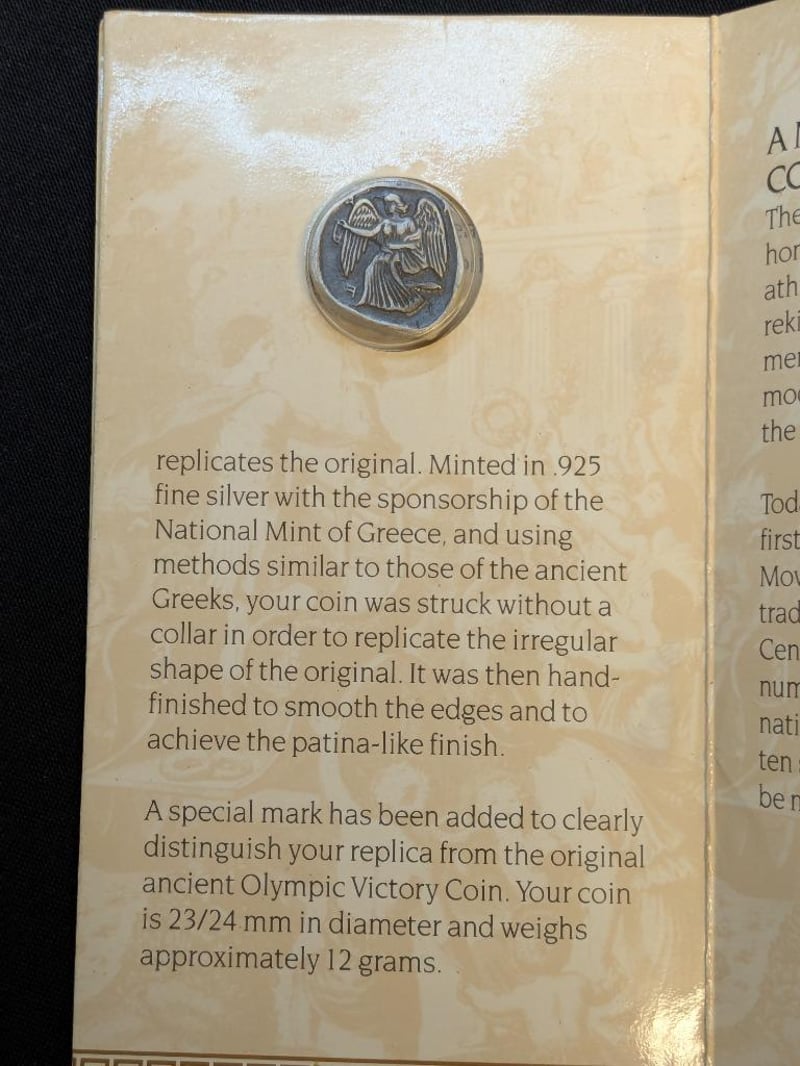 replicates the original. Minted in .925
fine silver with the sponsorship of the
National Mint of Greece, and using
methods similar to those of the ancient
Greeks, your coin was struck without a
collar in order to replicate the irregular
shape of the original. It was then hand-
finished to smooth the edges and to
achieve the patina-like finish.
A special mark has been added to clearly
distinguish your replica from the original
ancient Olympic Victory Coin. Your coin
is 23/24 mm in diameter and weighs
approximately 12 grams.
A
The
the
ten
be